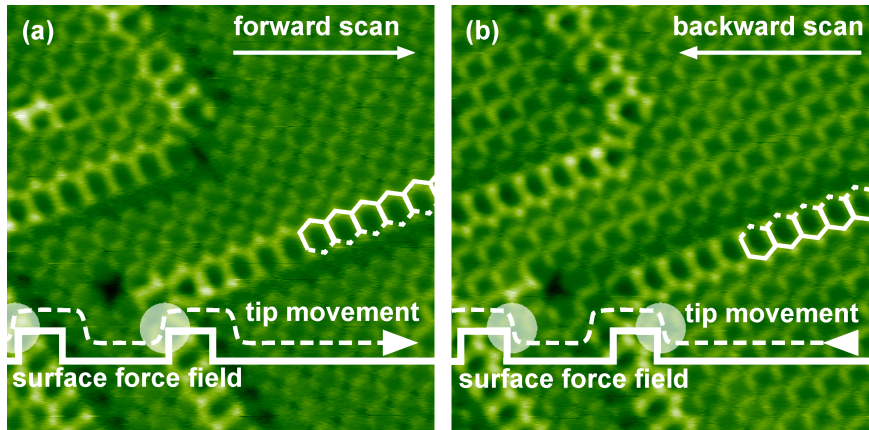 (a)
forward scan
tip movement
surface force field
(b)
backward scan
tip movement
surface force field